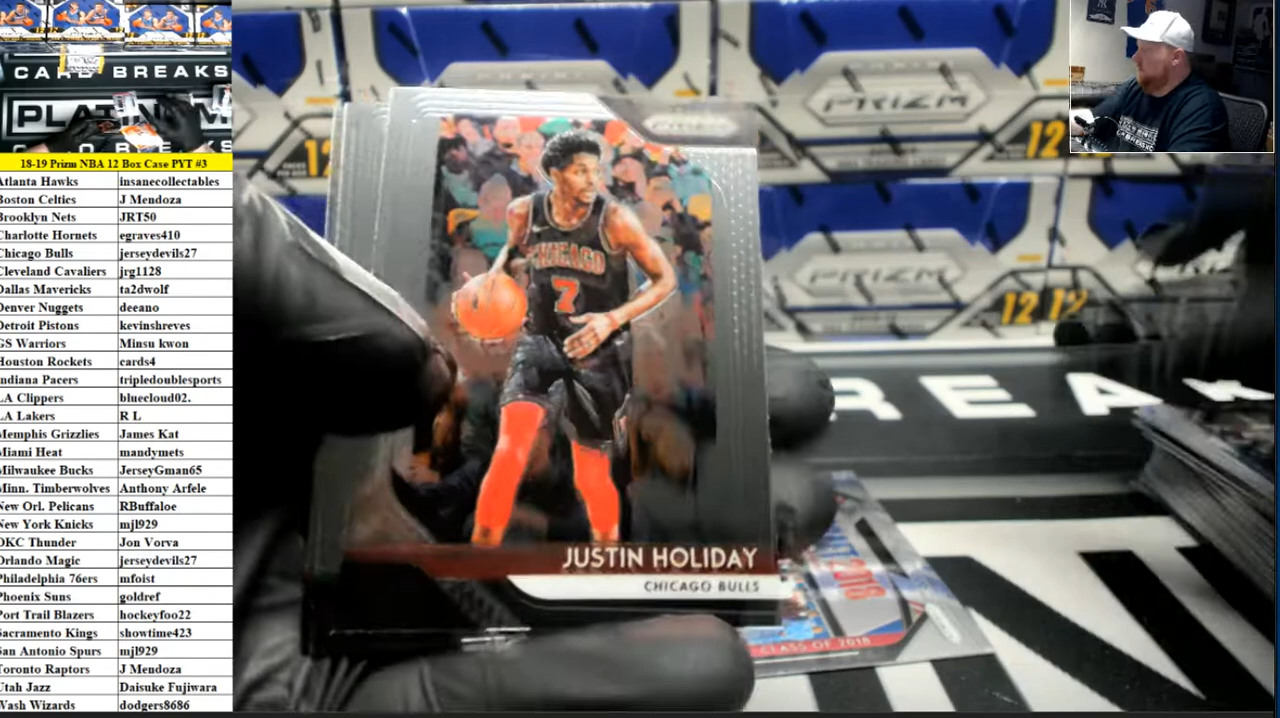 CARD BREAKS
PLATINUM
18-19 Prizm NBA 12 Box Case PYT #3
Atlanta Hawks insanecollectables
Boston Celtics J Mendoza
Brooklyn Nets JRT50
Charlotte Hornets egraves410
Chicago Bulls jerseydevils27
Cleveland Cavaliers jrg1128
Dallas Mavericks ta2dwolf
Denver Nuggets deeano
Detroit Pistons kevinshreves
GS Warriors Minsu kwon
Houston Rockets cards4
Indiana Pacers tripledoublesports
LA Clippers bluecloud02.
LA Lakers R L
Memphis Grizzlies James Kat
Miami Heat mandymets
Milwaukee Bucks JerseyGman65
Minn. Timberwolves Anthony Arfele
New Orl. Pelicans RBuffaloe
New York Knicks mjl929
OKC Thunder Jon Vorva
Orlando Magic jerseydevils27
Philadelphia 76ers mfoist
Phoenix Suns goldref
Port Trail Blazers hockeyfoo22
Sacramento Kings showtime423
San Antonio Spurs mjl929
Toronto Raptors J Mendoza
Utah Jazz Daisuke Fujiwara
Wash Wizards dodgers8686
PRIZM
PRIZM
12
12
12 12
CHICAGO
7
JUSTIN HOLIDAY
CHICAGO BULLS
REA
CLASS OF 2018